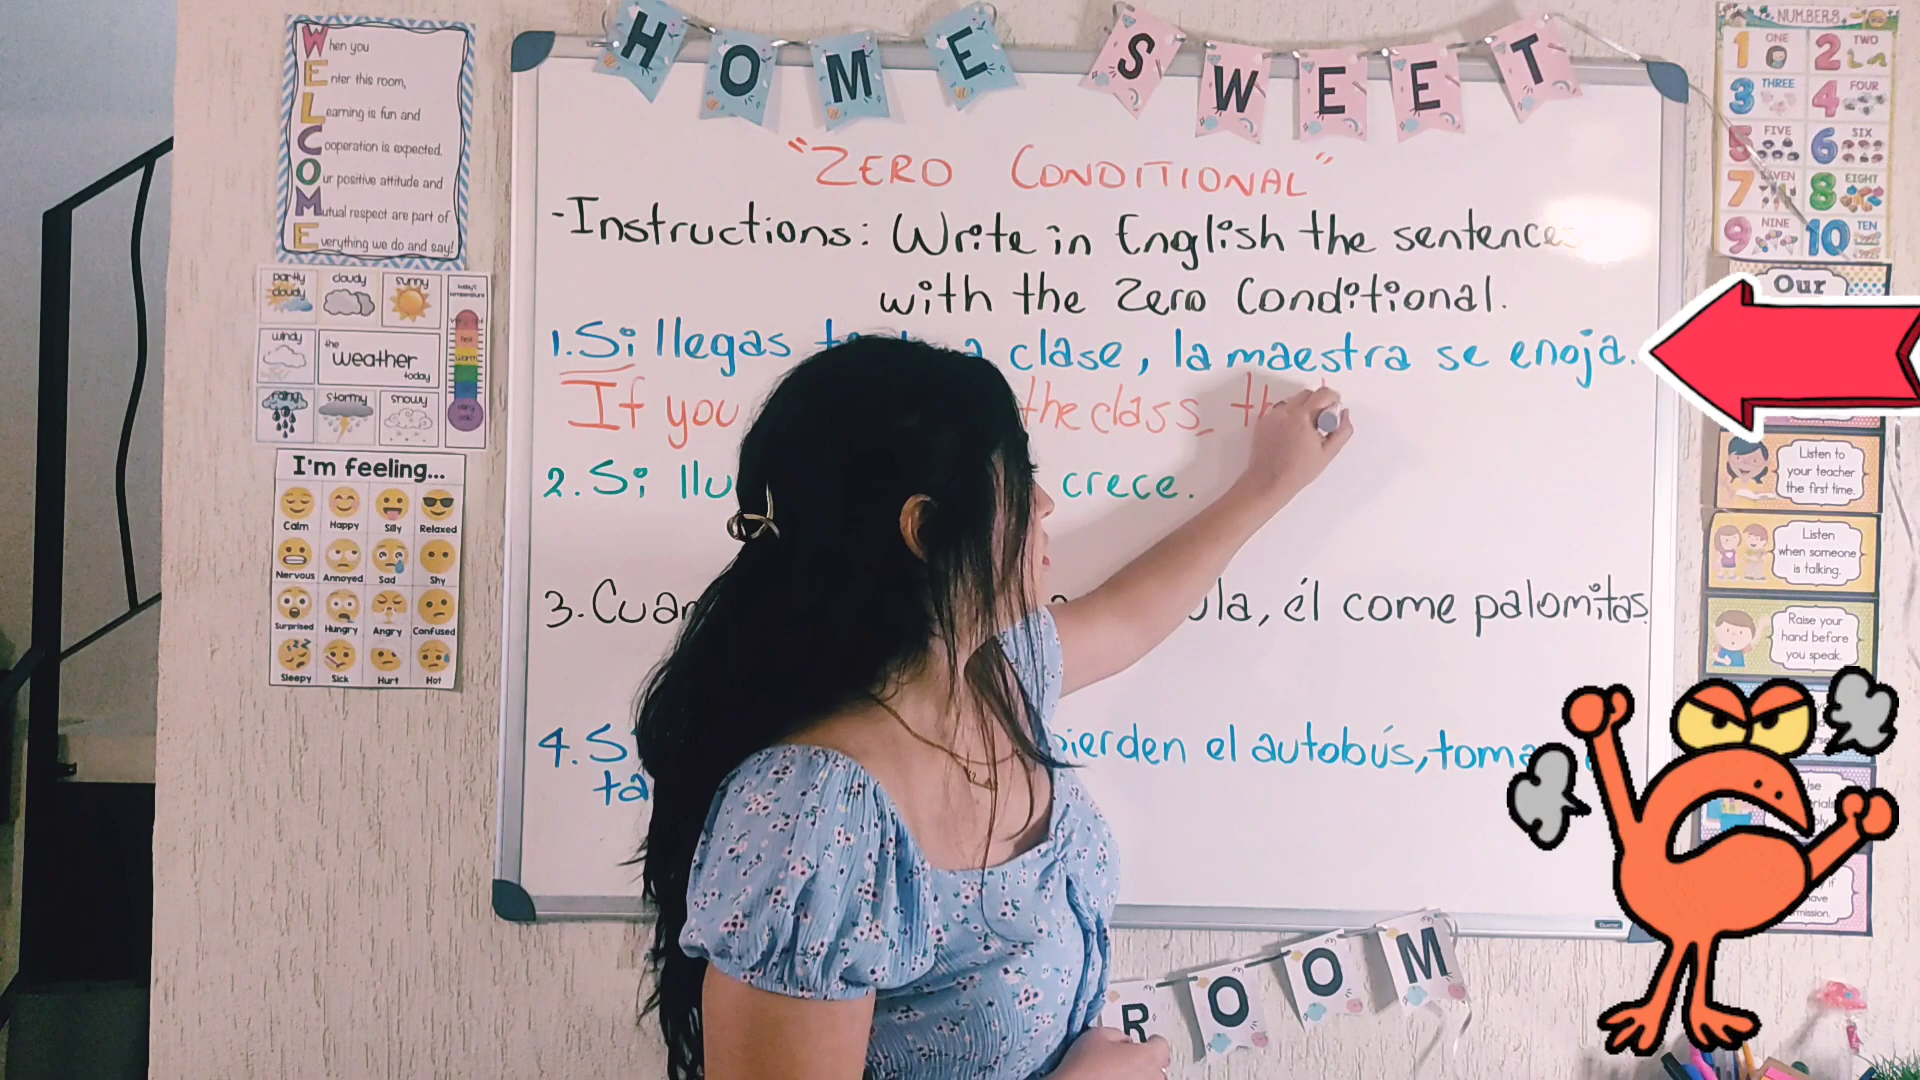 HOME SWEET
"ZERO CONDITIONAL"
-Instructions: Write in English the sentences
with the Zero Conditional.
1. Si llegas a clase, la maestra se enoja.
If you the class, th
2. Si crece.
3. él come palomitas.
4. el autobús,
ROOM
Welcome
When you
Enter this room,
Learning is fun and
Cooperation is expected.
Our positive attitude and
Mutual respect are part of
Everything we do and say!
partly cloudy
cloudy
sunny
today's temperature
windy
the weather today
hot
warm
rainy
stormy
snowy
I'm feeling...
Calm Happy Silly Relaxed
Nervous Annoyed Sad Shy
Surprised Hungry Angry Confused
Sleepy Sick Hurt Hot
NUMBERS
1 ONE 2 TWO
3 THREE 4 FOUR
5 FIVE 6 SIX
7 SEVEN 8 EIGHT
9 NINE 10 TEN
Our
Listen to
your teacher
the first time.
Listen
when someone
is talking.
Raise your
hand before
you speak.